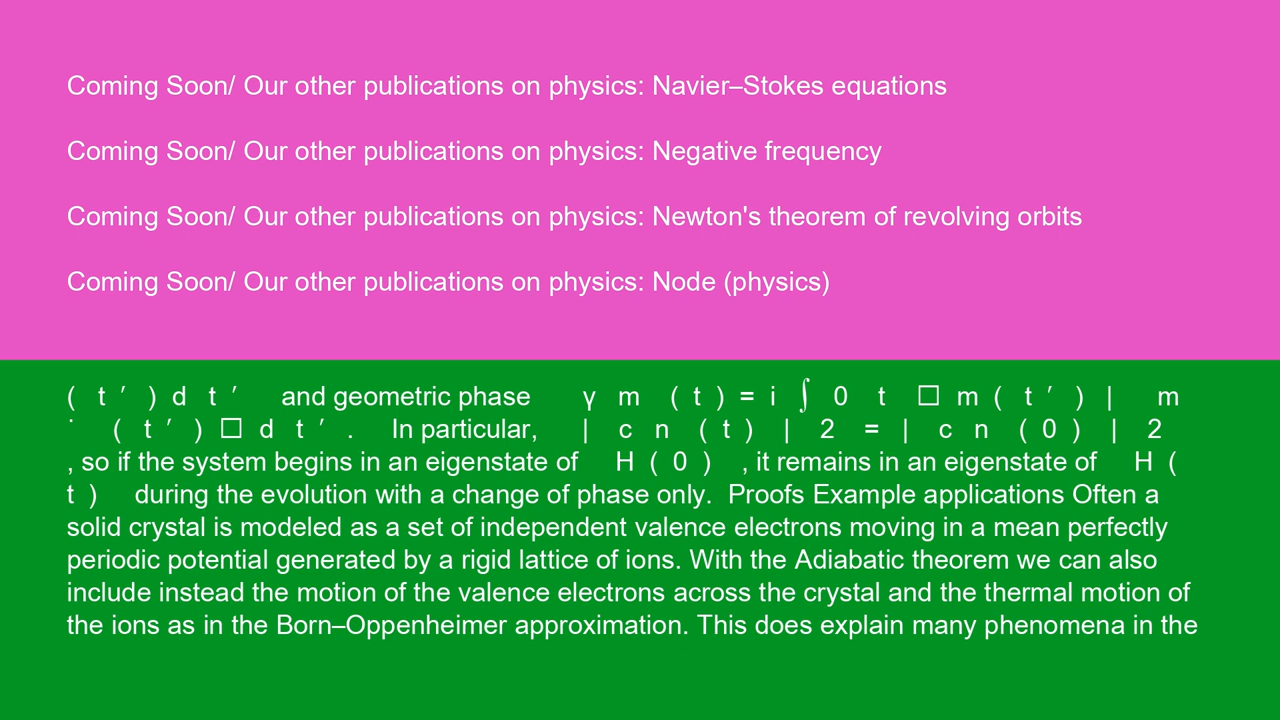 Coming Soon/ Our other publications on physics: Navier–Stokes equations
Coming Soon/ Our other publications on physics: Negative frequency
Coming Soon/ Our other publications on physics: Newton's theorem of revolving orbits
Coming Soon/ Our other publications on physics: Node (physics)
( t ′ ) d t ′ and geometric phase γ m ( t ) = i ∫ 0 t □ m ( t ′ ) | m
˙ ( t ′ ) □ d t ′ . In particular, | c n ( t ) | 2 = | c n ( 0 ) | 2
, so if the system begins in an eigenstate of H ( 0 ) , it remains in an eigenstate of H (
t ) during the evolution with a change of phase only. Proofs Example applications Often a
solid crystal is modeled as a set of independent valence electrons moving in a mean perfectly
periodic potential generated by a rigid lattice of ions. With the Adiabatic theorem we can also
include instead the motion of the valence electrons across the crystal and the thermal motion of
the ions as in the Born–Oppenheimer approximation. This does explain many phenomena in the